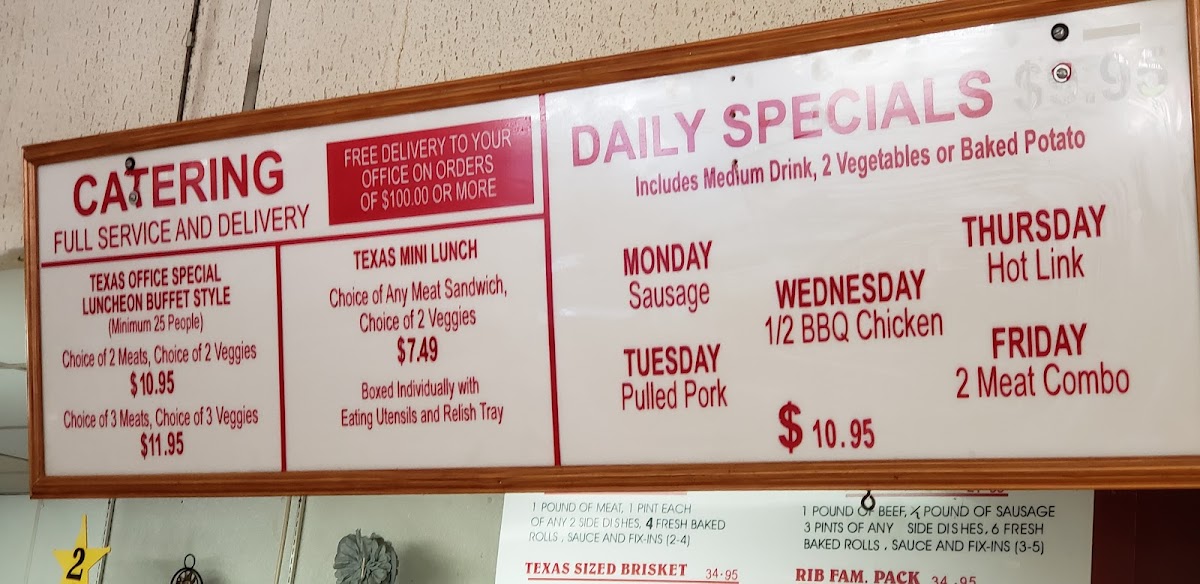 CATERING
FULL SERVICE AND DELIVERY
FREE DELIVERY TO YOUR
OFFICE ON ORDERS
OF $100.00 OR MORE
TEXAS OFFICE SPECIAL
LUNCHEON BUFFET STYLE
(Minimum 25 People)
Choice of 2 Meats, Choice of 2 Veggies
$10.95
Choice of 3 Meats, Choice of 3 Veggies
$11.95
TEXAS MINI LUNCH
Choice of Any Meat Sandwich,
Choice of 2 Veggies
$7.49
Boxed Individually with
Eating Utensils and Relish Tray
DAILY SPECIALS
Includes Medium Drink, 2 Vegetables or Baked Potato
MONDAY
Sausage
TUESDAY
Pulled Pork
WEDNESDAY
1/2 BBQ Chicken
THURSDAY
Hot Link
FRIDAY
2 Meat Combo
$ 10.95
2
1 POUND OF MEAT, 1 PINT EACH
OF ANY 2 SIDE DISHES, 4 FRESH BAKED
ROLLS , SAUCE AND FIX-INS (2-4)
TEXAS SIZED BRISKET 34.95
1 POUND OF BEEF, POUND OF SAUSAGE
3 PINTS OF ANY SIDE DISHES, 6 FRESH
BAKED ROLLS , SAUCE AND FIX-INS (3-5)
RIB FAM. PACK 34.95